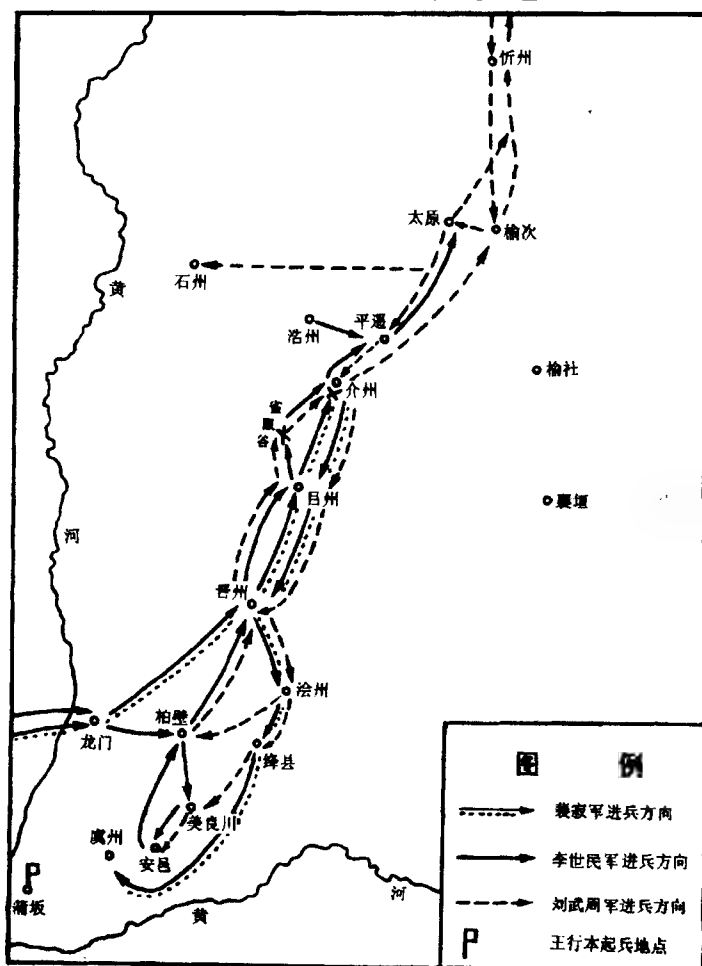 忻州
太原
榆次
石州
黄
浩州
平遥
榆社
介州
雀鼠谷
吕州
襄垣
河
晋州
浍州
龙门
柏壁
绛县
美良川
虞州
安邑
蒲坂
黄
河
图 例
裴寂军进兵方向
李世民军进兵方向
刘武周军进兵方向
王行本起兵地点